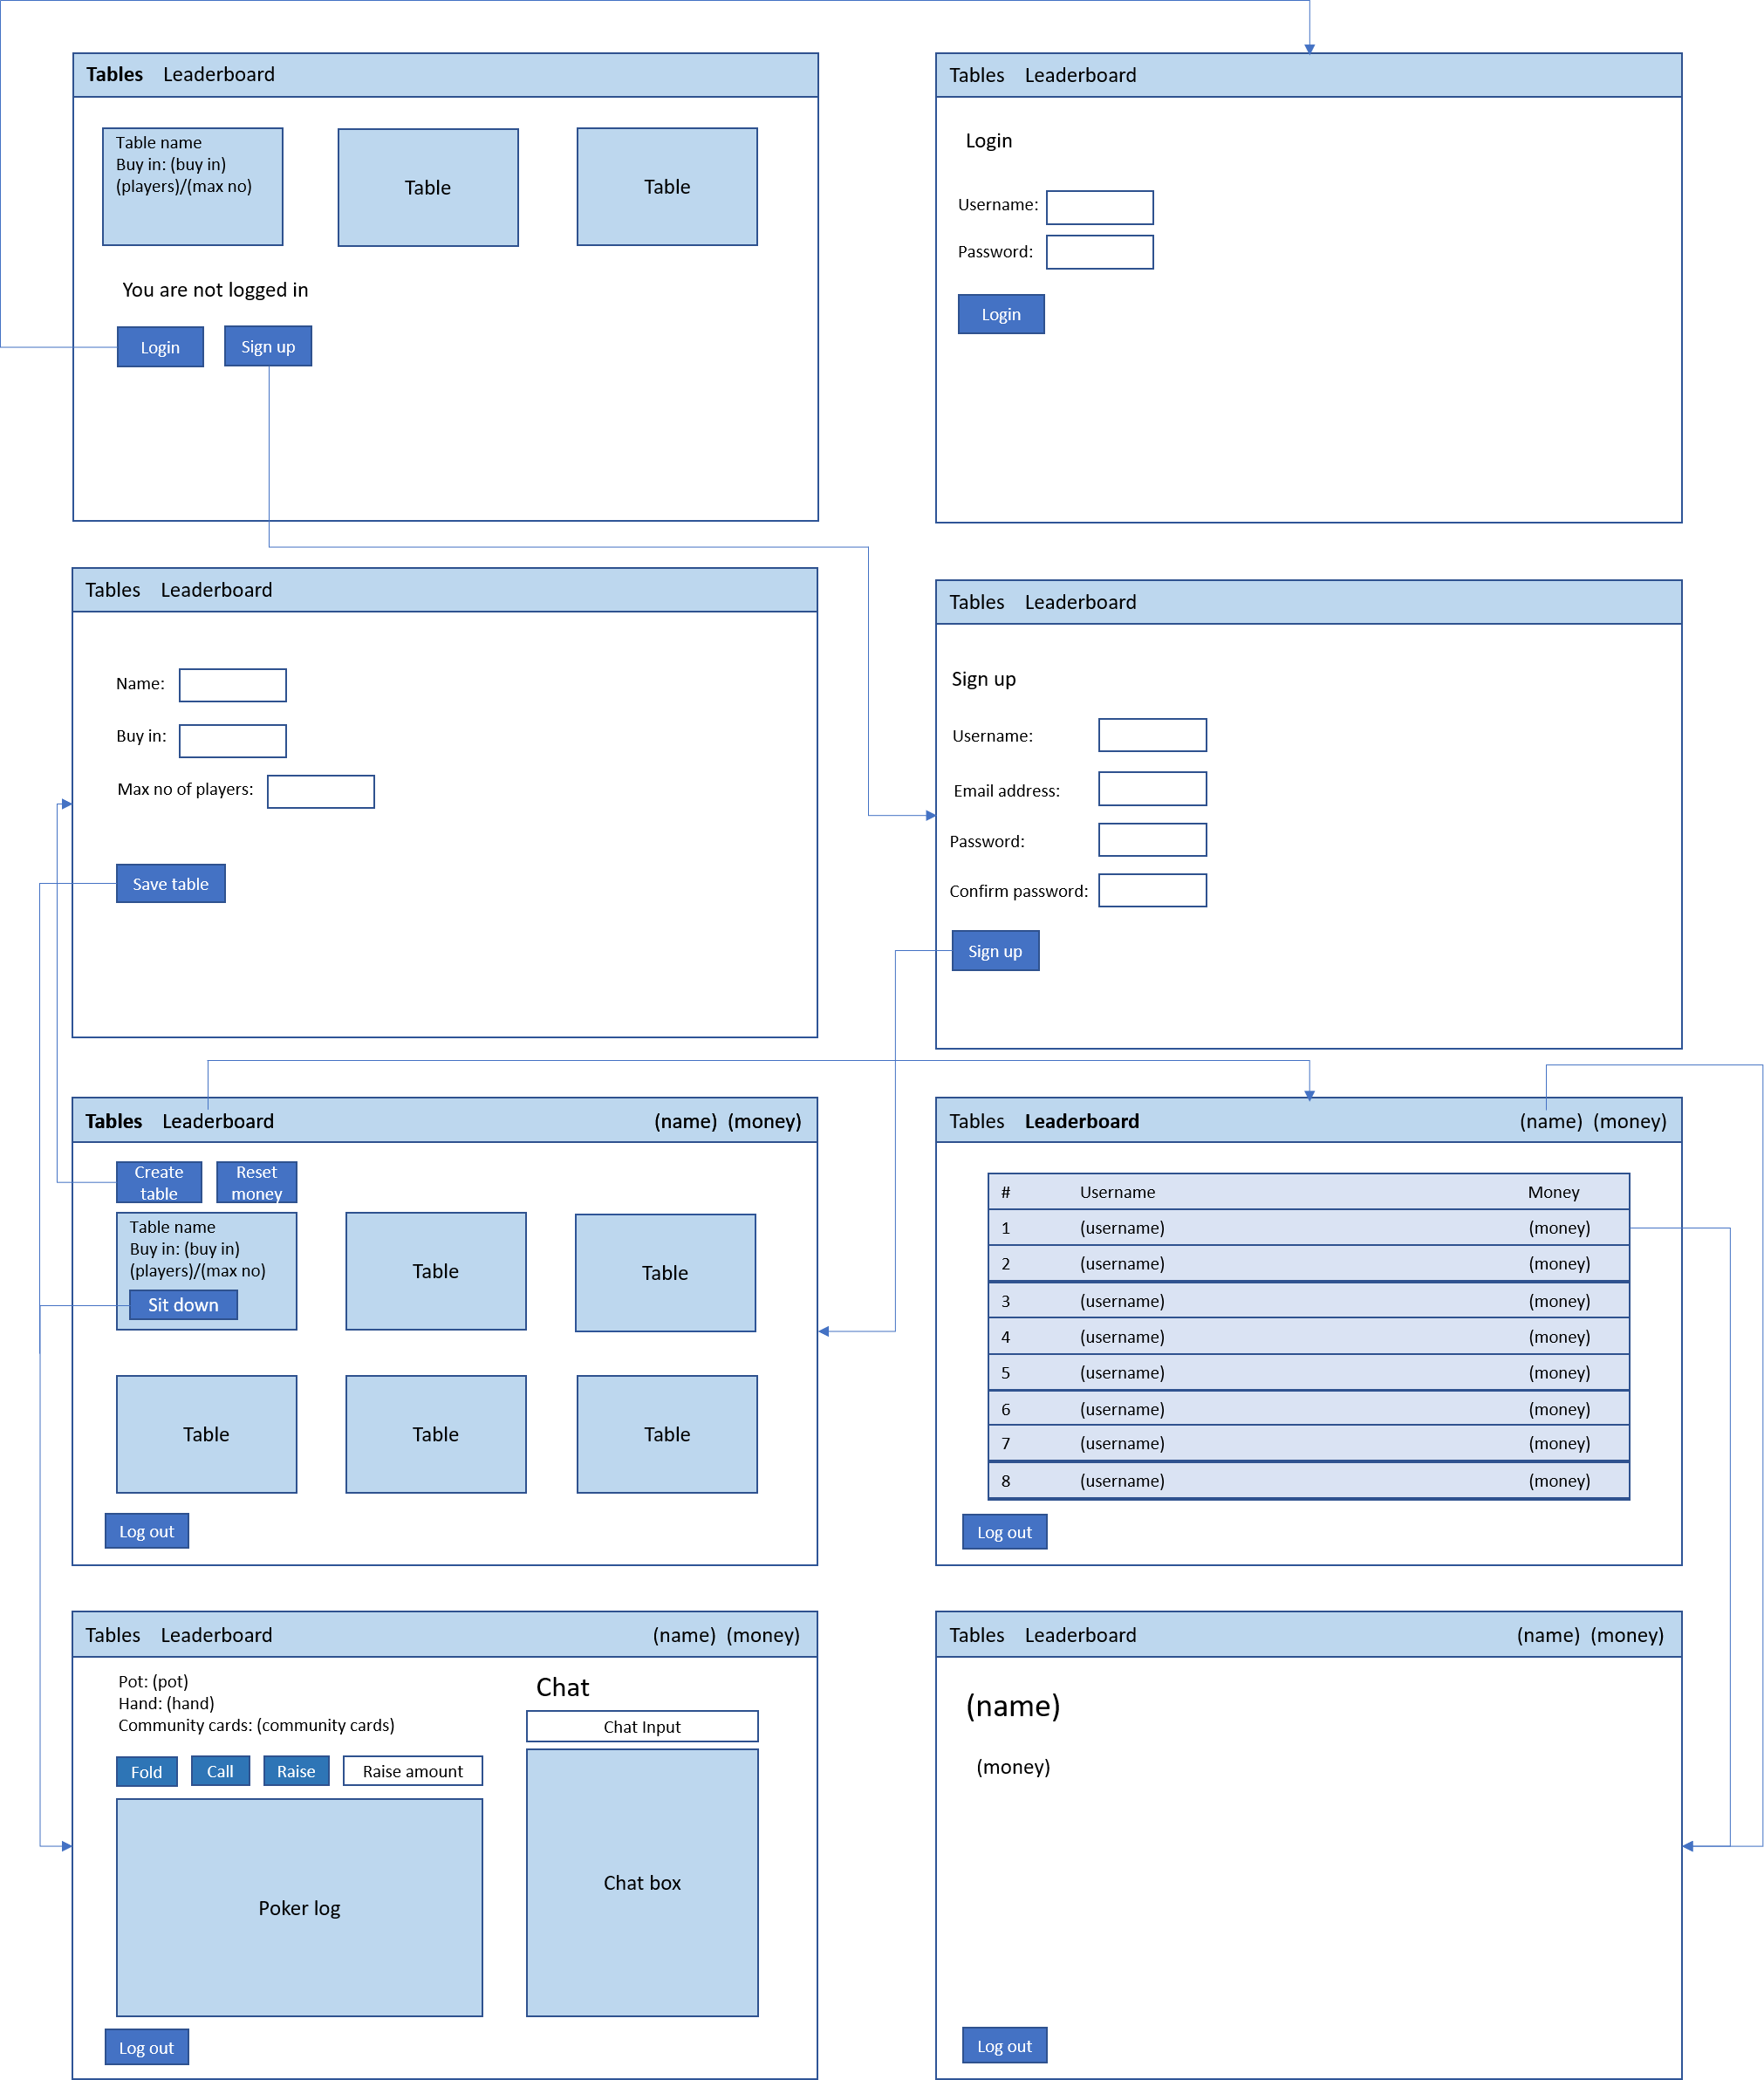 Tables Leaderboard
Table name
Buy in: (buy in)
(players)/(max no)
Table
Table
You are not logged in
Login
Sign up
Tables Leaderboard
Login
Username:
Password:
Login
Tables Leaderboard
Name:
Buy in:
Max no of players:
Save table
Tables Leaderboard
Sign up
Username:
Email address:
Password:
Confirm password:
Sign up
Tables Leaderboard (name) (money)
Create
table
Reset
money
Table name
Buy in: (buy in)
(players)/(max no)
Sit down
Table
Table
Table
Table
Table
Log out
Tables Leaderboard (name) (money)
# Username Money
1 (username) (money)
2 (username) (money)
3 (username) (money)
4 (username) (money)
5 (username) (money)
6 (username) (money)
7 (username) (money)
8 (username) (money)
Log out
Tables Leaderboard (name) (money)
Pot: (pot)
Hand: (hand)
Community cards: (community cards)
Fold
Call
Raise
Raise amount
Poker log
Chat
Chat Input
Chat box
Log out
Tables Leaderboard (name) (money)
(name)
(money)
Log out